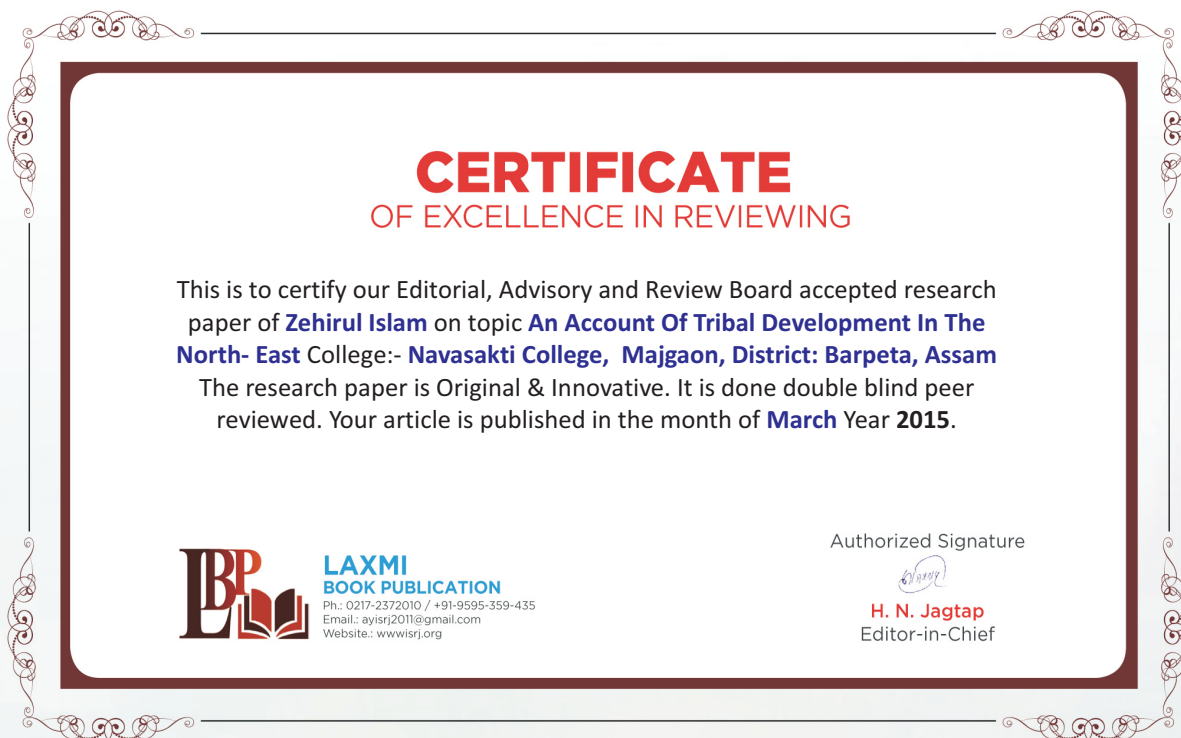 CERTIFICATE
OF EXCELLENCE IN REVIEWING
This is to certify our Editorial, Advisory and Review Board accepted research
paper of Zehirul Islam on topic An Account Of Tribal Development In The
North- East College:- Navasakti College, Majgaon, District: Barpeta, Assam
The research paper is Original & Innovative. It is done double blind peer
reviewed. Your article is published in the month of March Year 2015.
LBP
LAXMI
BOOK PUBLICATION
Ph.: 0217-2372010 / +91-9595-359-435
Email.: ayisrj2011@gmail.com
Website.: wwwisrj.org
Authorized Signature
H. N. Jagtap
Editor-in-Chief